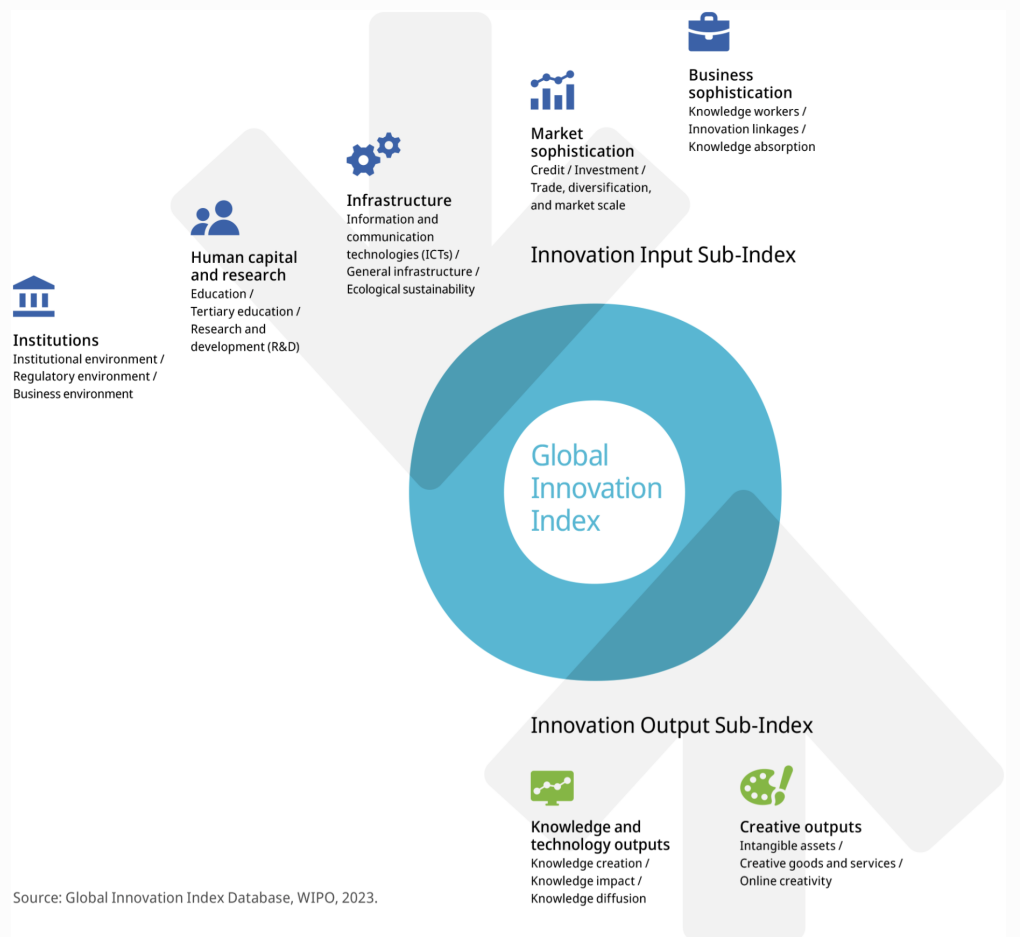 Institutions
Institutional environment /
Regulatory environment /
Business environment
Human capital
and research
Education /
Tertiary education /
Research and
development (R&D)
Infrastructure
Information and
communication
technologies (ICTs) /
General infrastructure /
Ecological sustainability
Market
sophistication
Credit / Investment /
Trade, diversification,
and market scale
Business
sophistication
Knowledge workers /
Innovation linkages /
Knowledge absorption
Innovation Input Sub-Index
Global
Innovation
Index
Innovation Output Sub-Index
Knowledge and
technology outputs
Knowledge creation /
Knowledge impact /
Knowledge diffusion
Creative outputs
Intangible assets /
Creative goods and services /
Online creativity
Source: Global Innovation Index Database, WIPO, 2023.